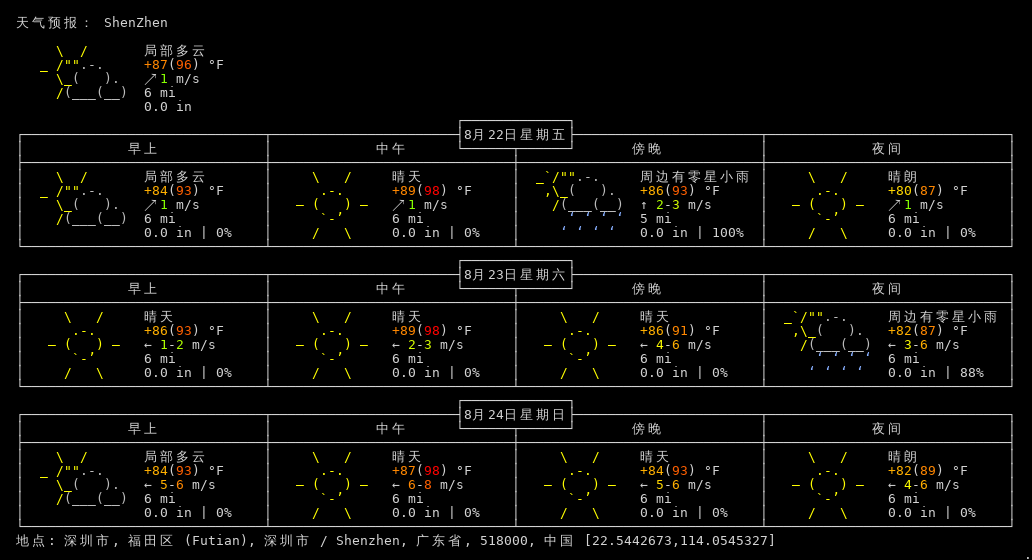 天气预报： ShenZhen
局部多云
+87(96) °F
↗1 m/s
6 mi
0.0 in
8月22日星期五
早上 中午 傍晚 夜间
局部多云 晴天 周边有零星小雨 晴朗
+84(93) °F +89(98) °F +86(93) °F +80(87) °F
↗1 m/s ↗1 m/s ↑ 2-3 m/s ↗1 m/s
6 mi 6 mi 5 mi 6 mi
0.0 in | 0% 0.0 in | 0% 0.0 in | 100% 0.0 in | 0%
8月23日星期六
早上 中午 傍晚 夜间
晴天 晴天 晴天 周边有零星小雨
+86(93) °F +89(98) °F +86(91) °F +82(87) °F
← 1-2 m/s ← 2-3 m/s ← 4-6 m/s ← 3-6 m/s
6 mi 6 mi 6 mi 6 mi
0.0 in | 0% 0.0 in | 0% 0.0 in | 0% 0.0 in | 88%
8月24日星期日
早上 中午 傍晚 夜间
局部多云 晴天 晴天 晴朗
+84(93) °F +87(98) °F +84(93) °F +82(89) °F
← 5-6 m/s ← 6-8 m/s ← 5-6 m/s ← 4-6 m/s
6 mi 6 mi 6 mi 6 mi
0.0 in | 0% 0.0 in | 0% 0.0 in | 0% 0.0 in | 0%
地点: 深圳市, 福田区 (Futian), 深圳市 / Shenzhen, 广东省, 518000, 中国 [22.5442673,114.0545327]